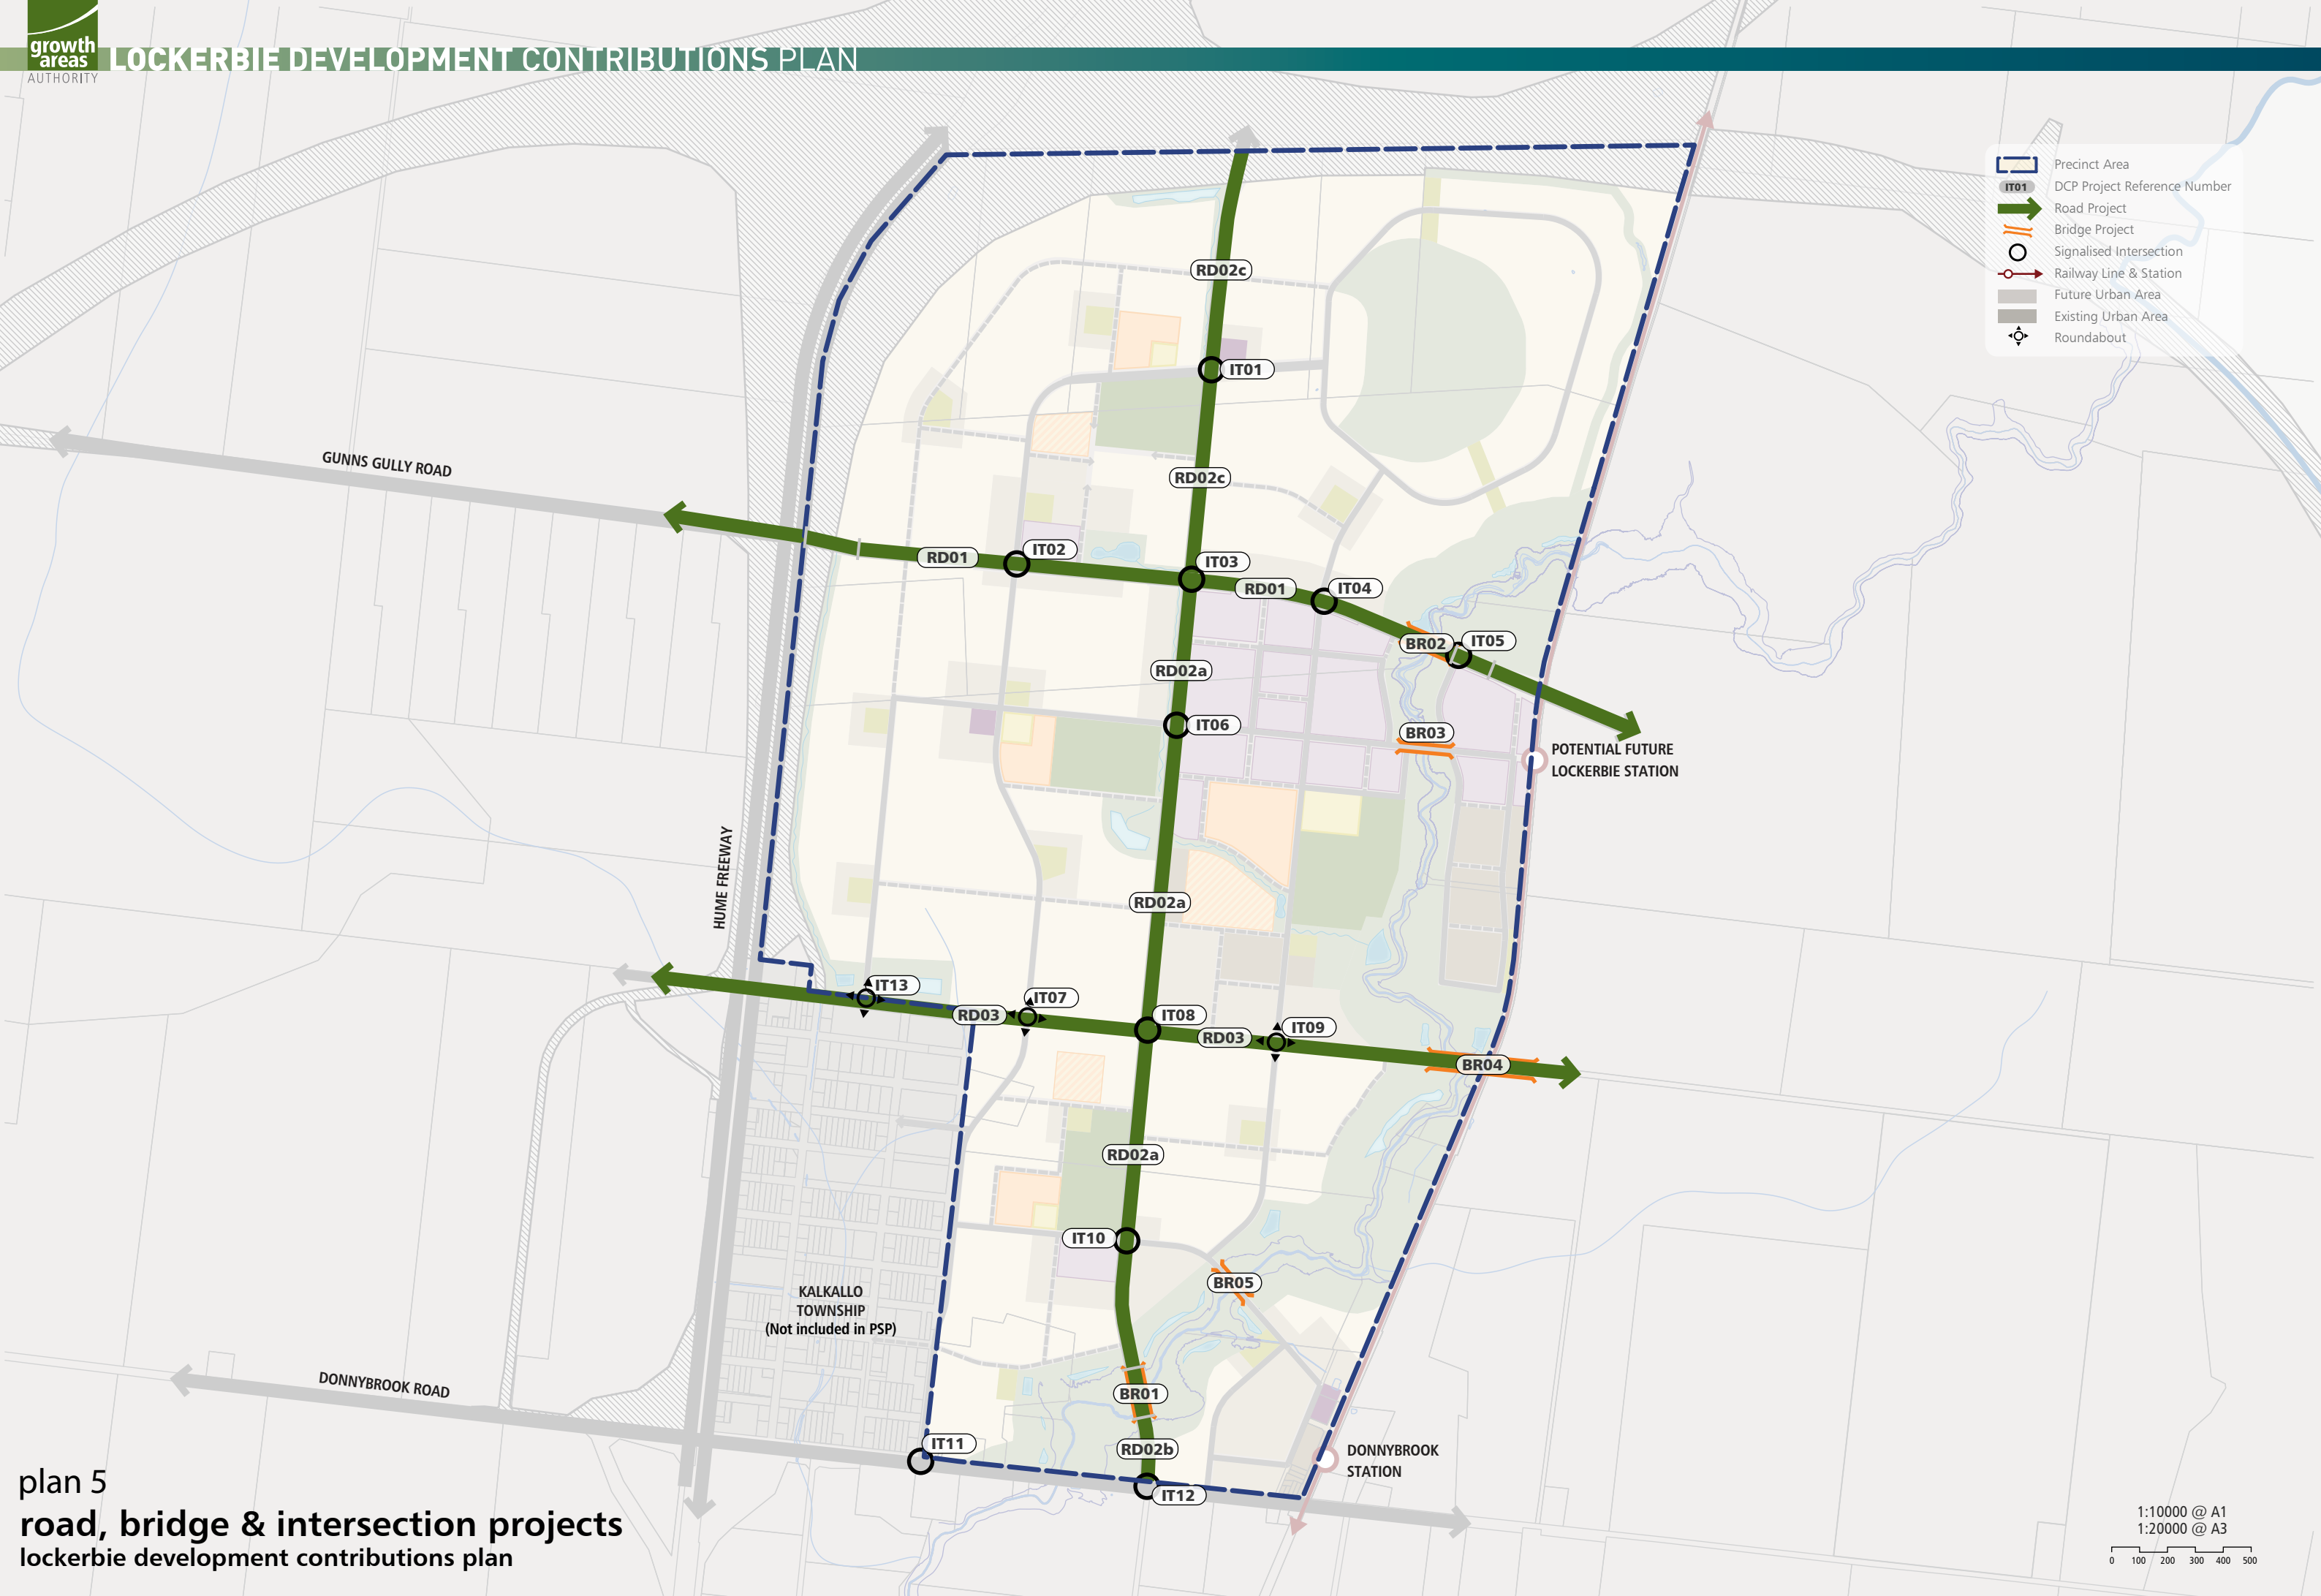 growth
areas
AUTHORITY
LOCKERBIE DEVELOPMENT CONTRIBUTIONS PLAN
Precinct Area
IT01 DCP Project Reference Number
Road Project
Bridge Project
Signalised Intersection
Railway Line & Station
Future Urban Area
Existing Urban Area
Roundabout
RD02c
IT01
GUNNS GULLY ROAD
RD02c
RD01
IT02
IT03
RD01
IT04
BR02
IT05
RD02a
IT06
BR03
POTENTIAL FUTURE
LOCKERBIE STATION
HUME FREEWAY
RD02a
IT13
RD03
IT07
IT08
RD03
IT09
BR04
RD02a
IT10
BR05
KALKALLO
TOWNSHIP
(Not included in PSP)
DONNYBROOK ROAD
BR01
IT11
RD02b
IT12
DONNYBROOK
STATION
plan 5
road, bridge & intersection projects
lockerbie development contributions plan
1:10000 @ A1
1:20000 @ A3
0 100 200 300 400 500